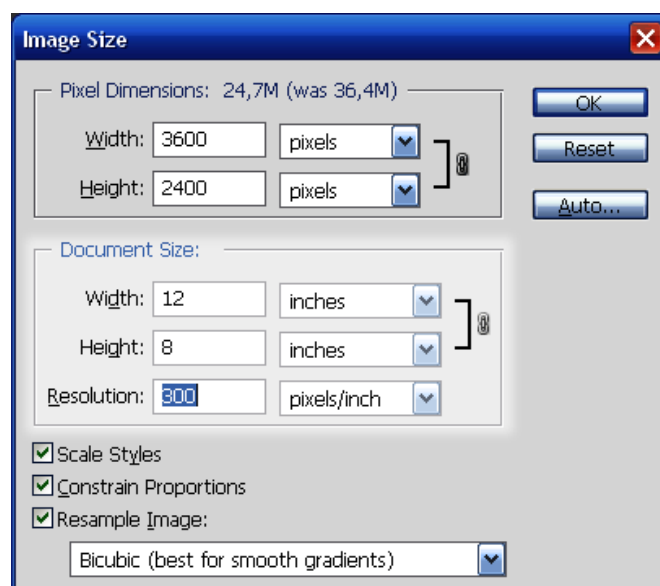 Image Size
Pixel Dimensions: 24,7M (was 36,4M)
OK
Width: 3600 pixels
Reset
Height: 2400 pixels
Auto...
Document Size:
Width: 12 inches
Height: 8 inches
Resolution: 300 pixels/inch
Scale Styles
Constrain Proportions
Resample Image:
Bicubic (best for smooth gradients)